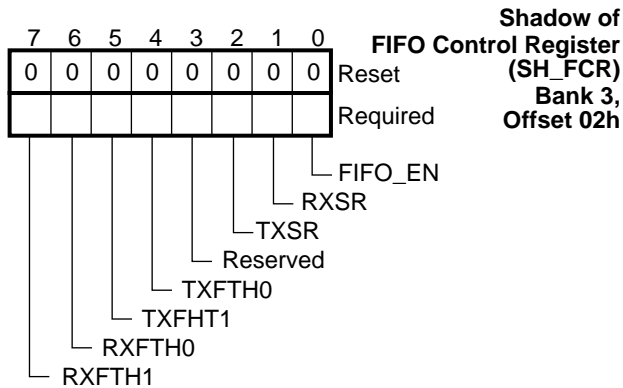 Shadow of
FIFO Control Register
(SH_FCR)
Bank 3,
Offset 02h
7 6 5 4 3 2 1 0
0 0 0 0 0 0 0 0 Reset
Required
FIFO_EN
RXSR
TXSR
Reserved
TXFTH0
TXFHT1
RXFTH0
RXFTH1